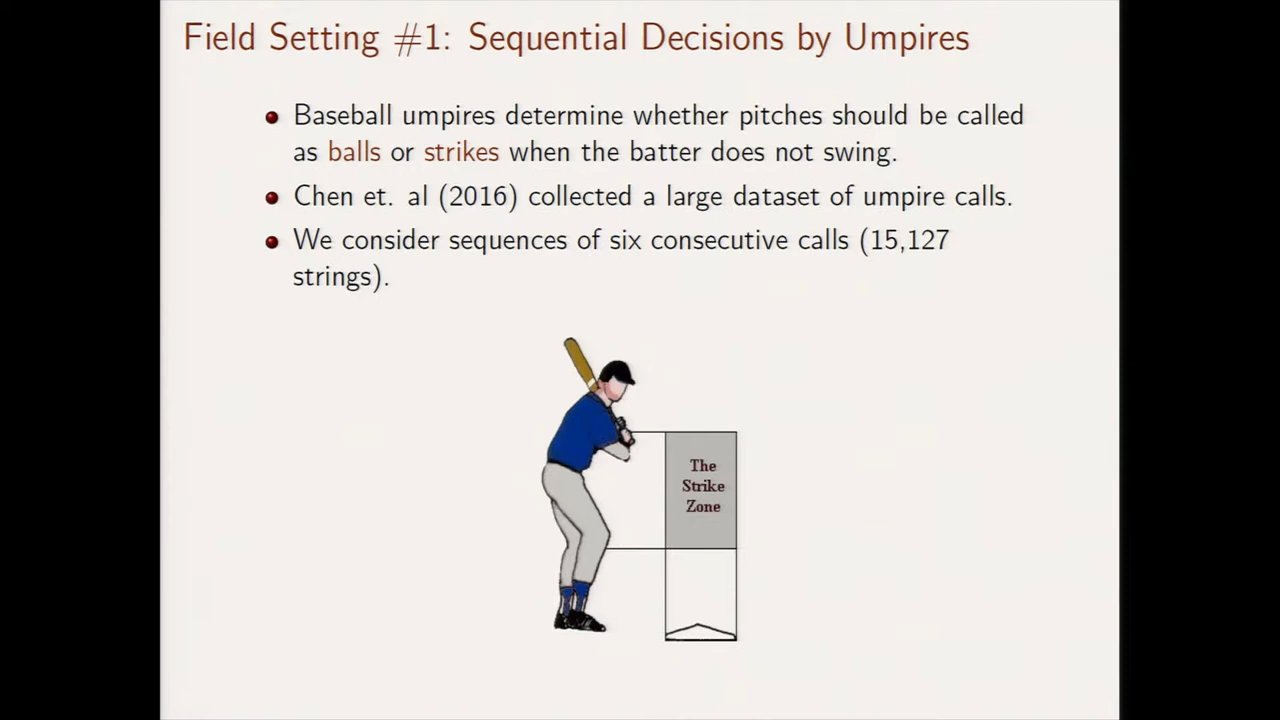 Field Setting #1: Sequential Decisions by Umpires
Baseball umpires determine whether pitches should be called
as balls or strikes when the batter does not swing.
Chen et. al (2016) collected a large dataset of umpire calls.
We consider sequences of six consecutive calls (15,127
strings).
The
Strike
Zone